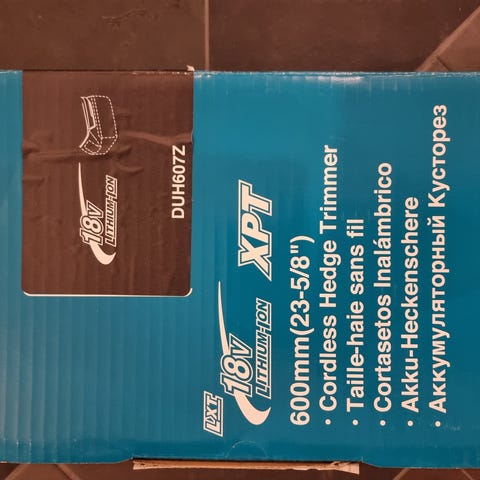 18V
LITHIUM-ION
DUH607Z
LXT
18V
LITHIUM-ION XPT
600mm(23-5/8")
• Cordless Hedge Trimmer
• Taille-haie sans fil
• Cortasetos Inalámbrico
• Akku-Heckenschere
• Аккумуляторный Кусторез